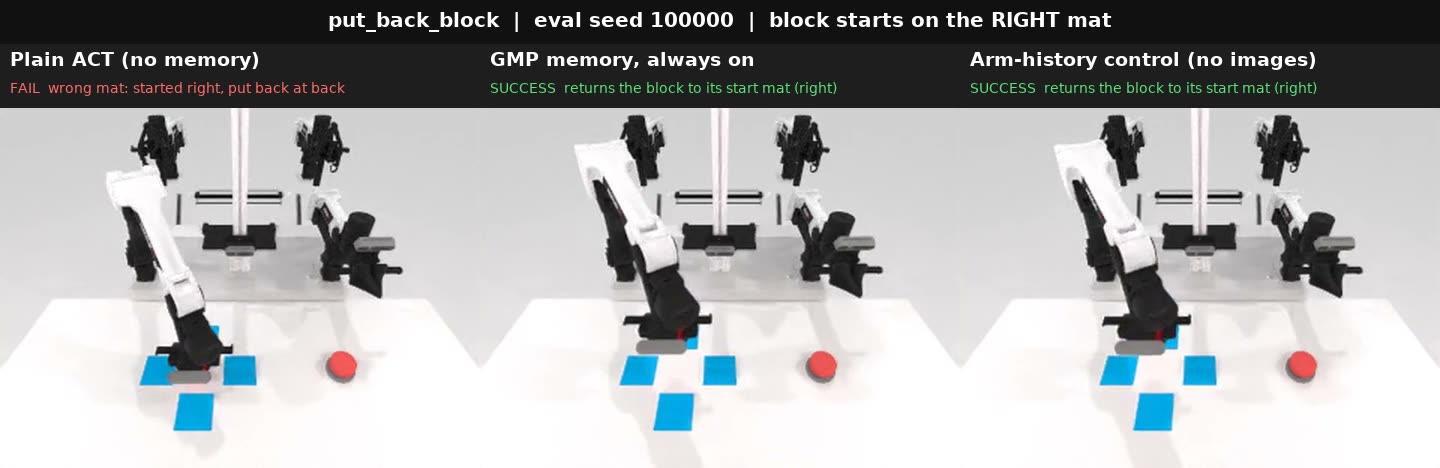 put_back_block | eval seed 100000 | block starts on the RIGHT mat
Plain ACT (no memory)
FAIL wrong mat: started right, put back at back
GMP memory, always on
SUCCESS returns the block to its start mat (right)
Arm-history control (no images)
SUCCESS returns the block to its start mat (right)